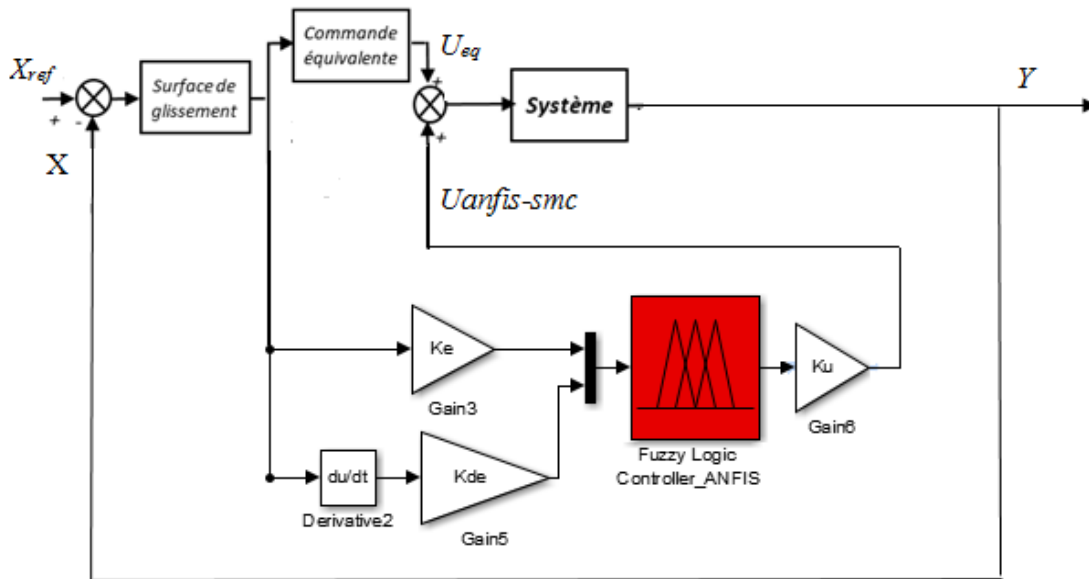 Commande
équivalente
Ueq
Xref
Surface de
glissement
Système
Y
+
-
+
+
X
Uanfis-smc
Ke
Gain3
Ku
Gain6
Fuzzy Logic
Controller_ANFIS
du/dt
Derivative2
Kde
Gain5